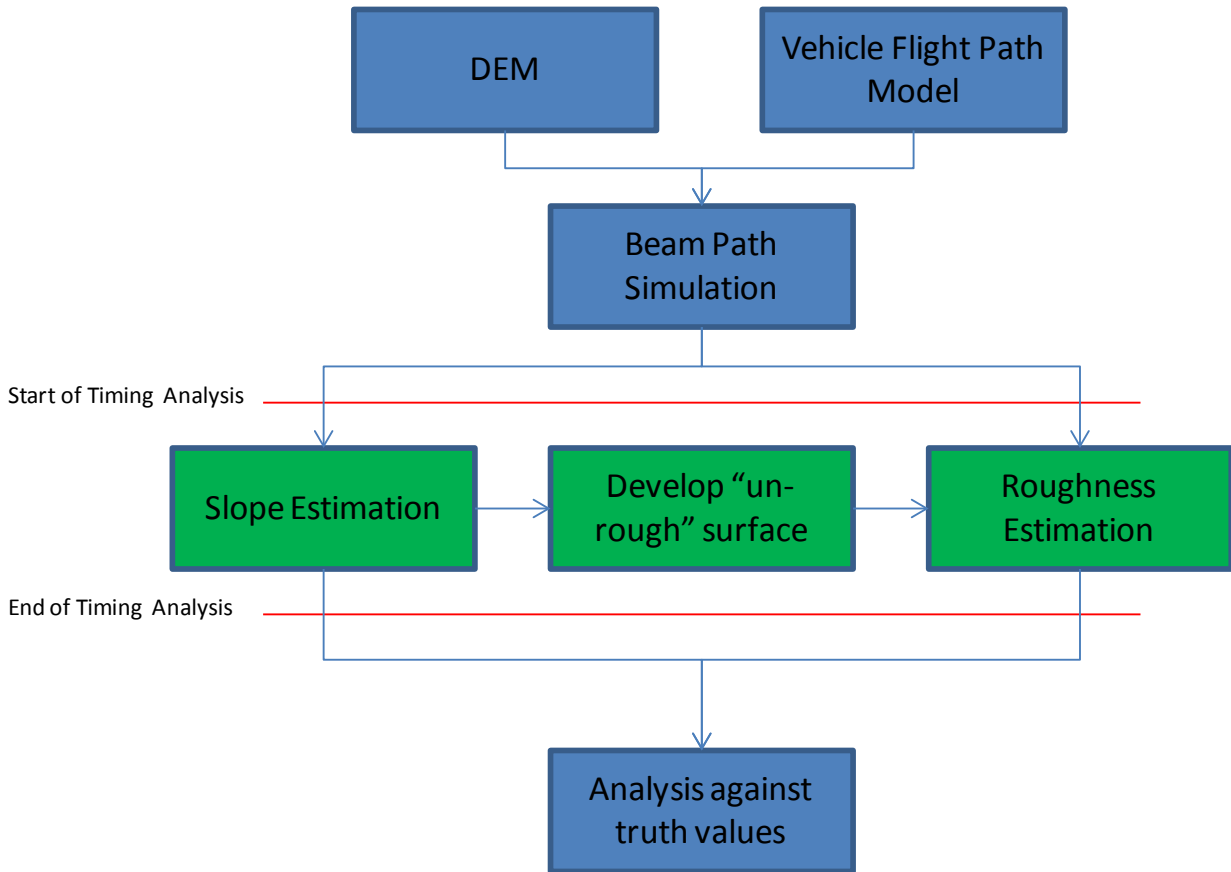 DEM
Vehicle Flight Path
Model
Beam Path
Simulation
Start of Timing Analysis
Slope Estimation
Develop “un-
rough” surface
Roughness
Estimation
End of Timing Analysis
Analysis against
truth values